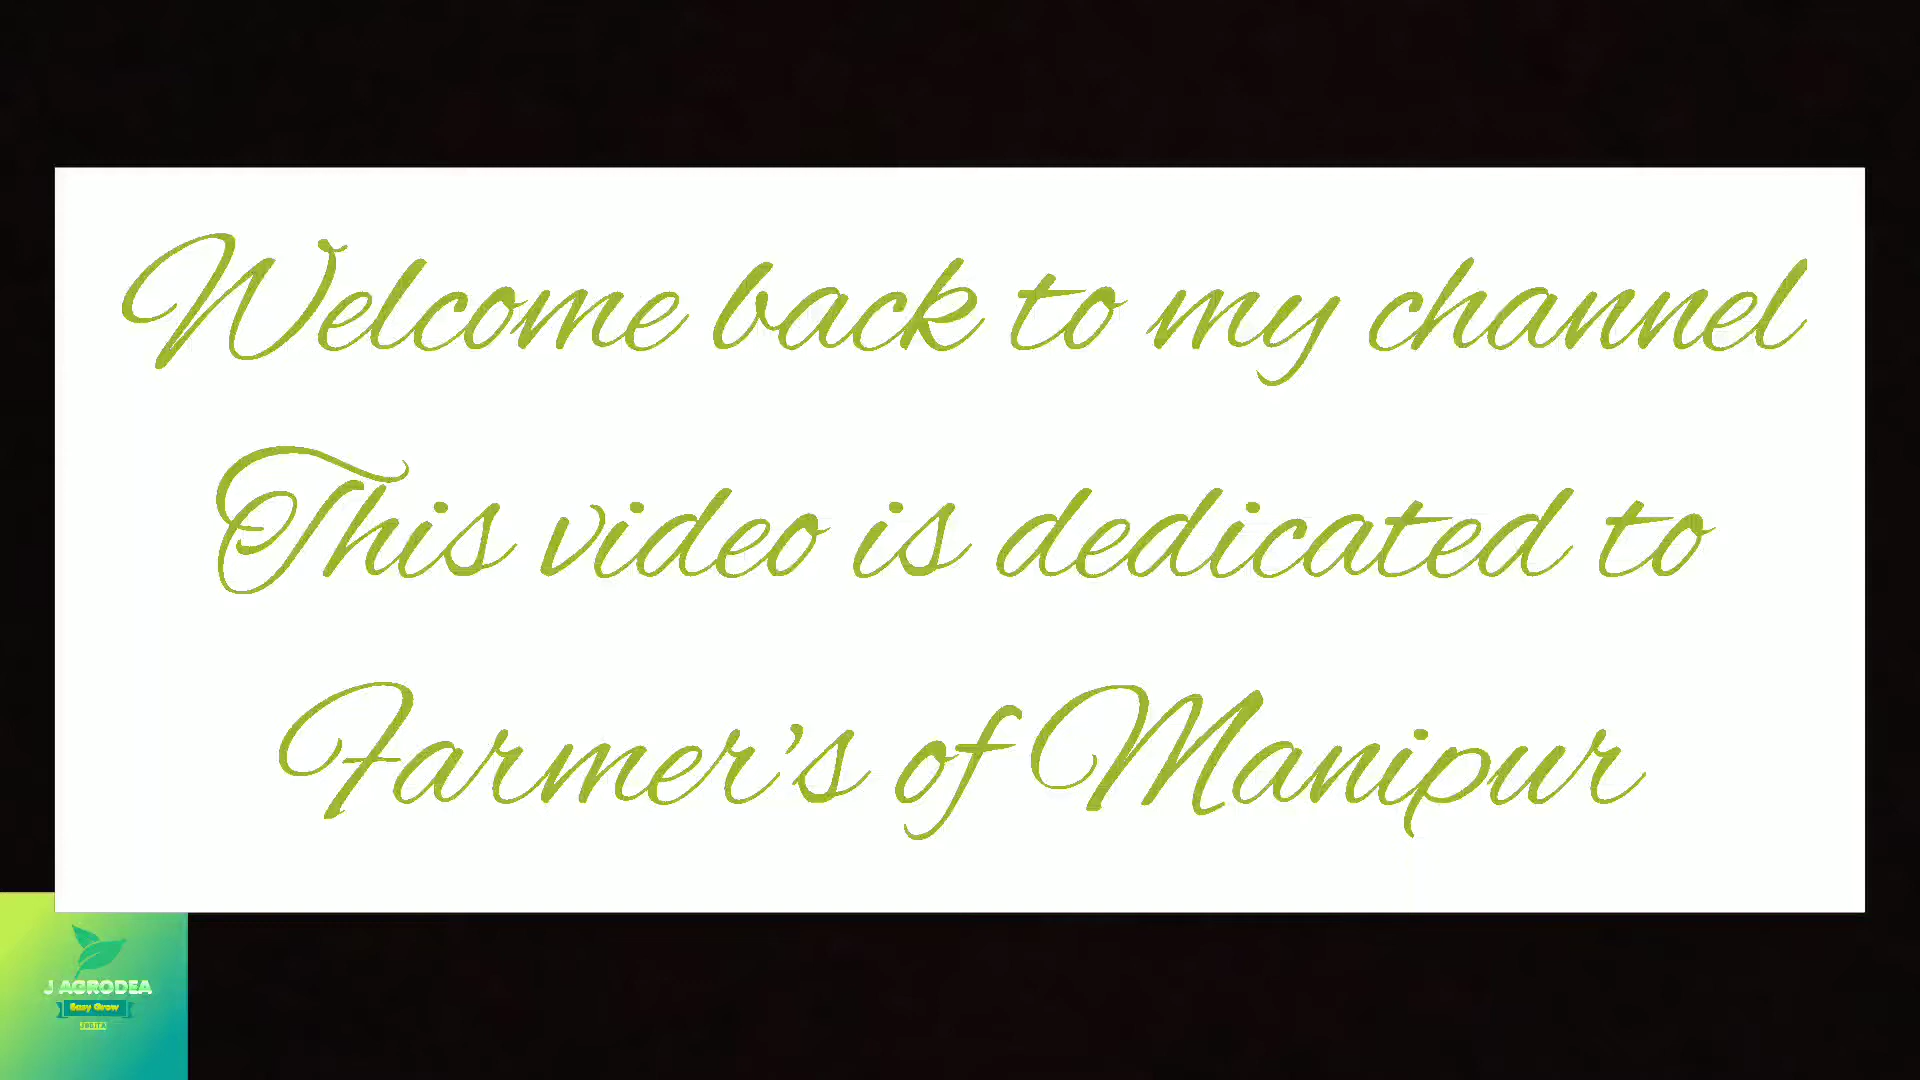 Welcome back to my channel
This video is dedicated to
Farmer's of Manipur
J AGRODEA
Easy Grow